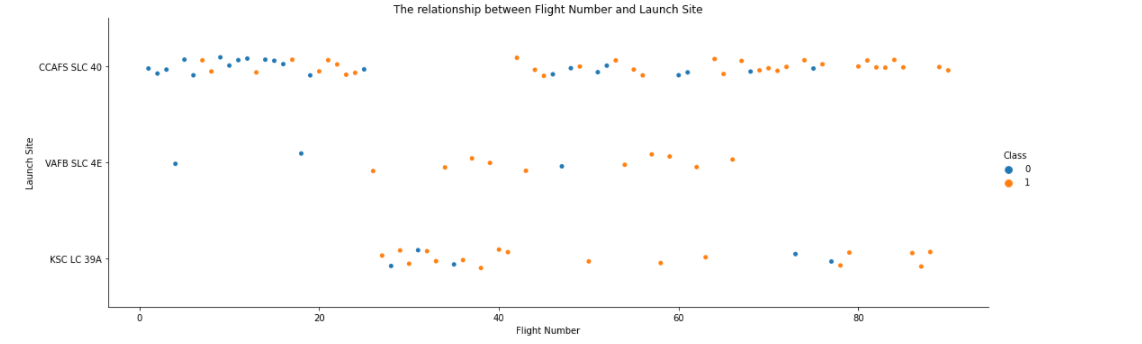 The relationship between Flight Number and Launch Site
CCAFS SLC 40
VAFB SLC 4E
KSC LC 39A
Launch Site
0 20 40 60 80
Flight Number
Class
0
1